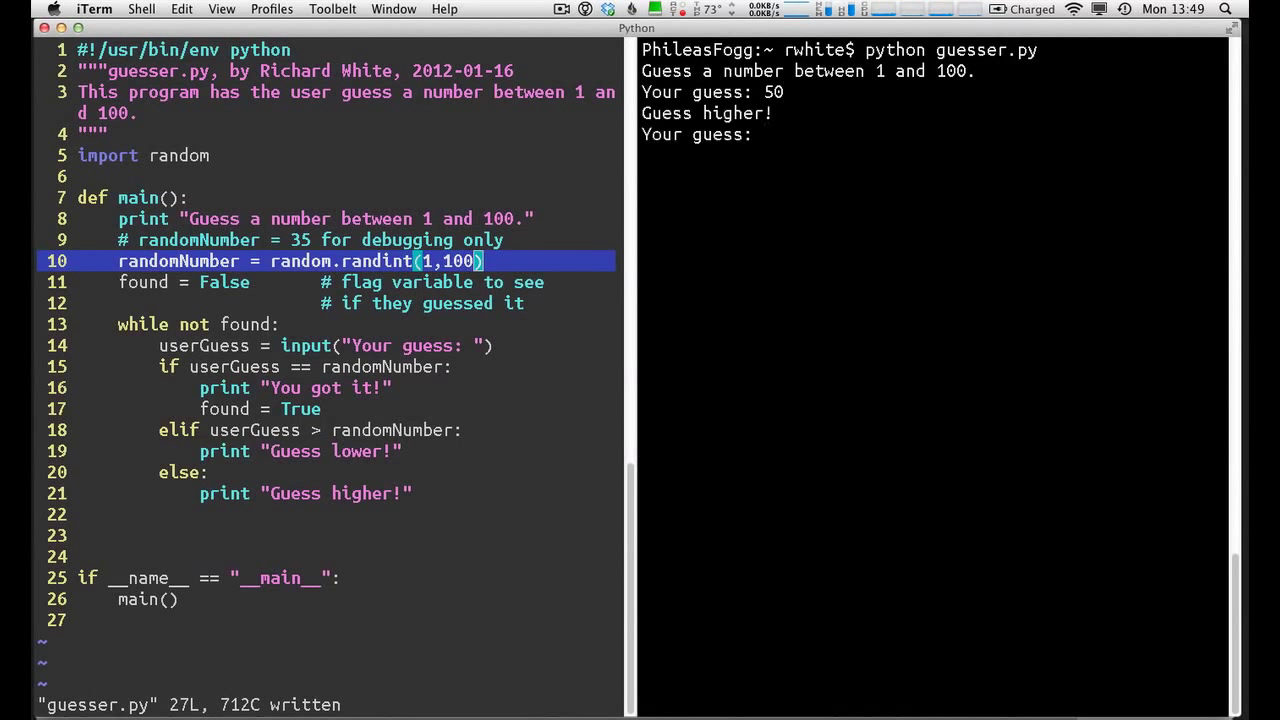 iTerm Shell Edit View Profiles Toolbelt Window Help 73° 0.0KB/s 0.0KB/s Charged Mon 13:49
Python
1 #!/usr/bin/env python
2 """guesser.py, by Richard White, 2012-01-16
3 This program has the user guess a number between 1 an
d 100.
4 """
5 import random
6
7 def main():
8 print "Guess a number between 1 and 100."
9 # randomNumber = 35 for debugging only
10 randomNumber = random.randint(1,100)
11 found = False # flag variable to see
12 # if they guessed it
13 while not found:
14 userGuess = input("Your guess: ")
15 if userGuess == randomNumber:
16 print "You got it!"
17 found = True
18 elif userGuess > randomNumber:
19 print "Guess lower!"
20 else:
21 print "Guess higher!"
22
23
24
25 if __name__ == "__main__":
26 main()
27
~
~
~
"guesser.py" 27L, 712C written
PhileasFogg:~ rwhite$ python guesser.py
Guess a number between 1 and 100.
Your guess: 50
Guess higher!
Your guess: